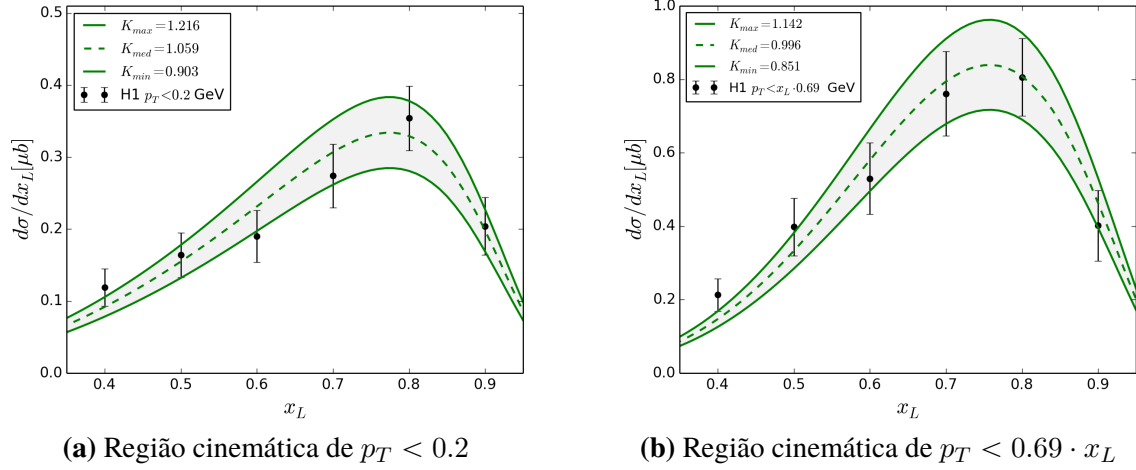 K_max=1.216
K_med=1.059
K_min=0.903
H1 p_T<0.2 GeV
0.5
0.4
0.3
0.2
0.1
0.0
dσ/dx_L[μb]
0.4 0.5 0.6 0.7 0.8 0.9
x_L
(a) Região cinemática de p_T < 0.2
K_max=1.142
K_med=0.996
K_min=0.851
H1 p_T<x_L·0.69 GeV
1.0
0.8
0.6
0.4
0.2
0.0
dσ/dx_L[μb]
0.4 0.5 0.6 0.7 0.8 0.9
x_L
(b) Região cinemática de p_T < 0.69 · x_L